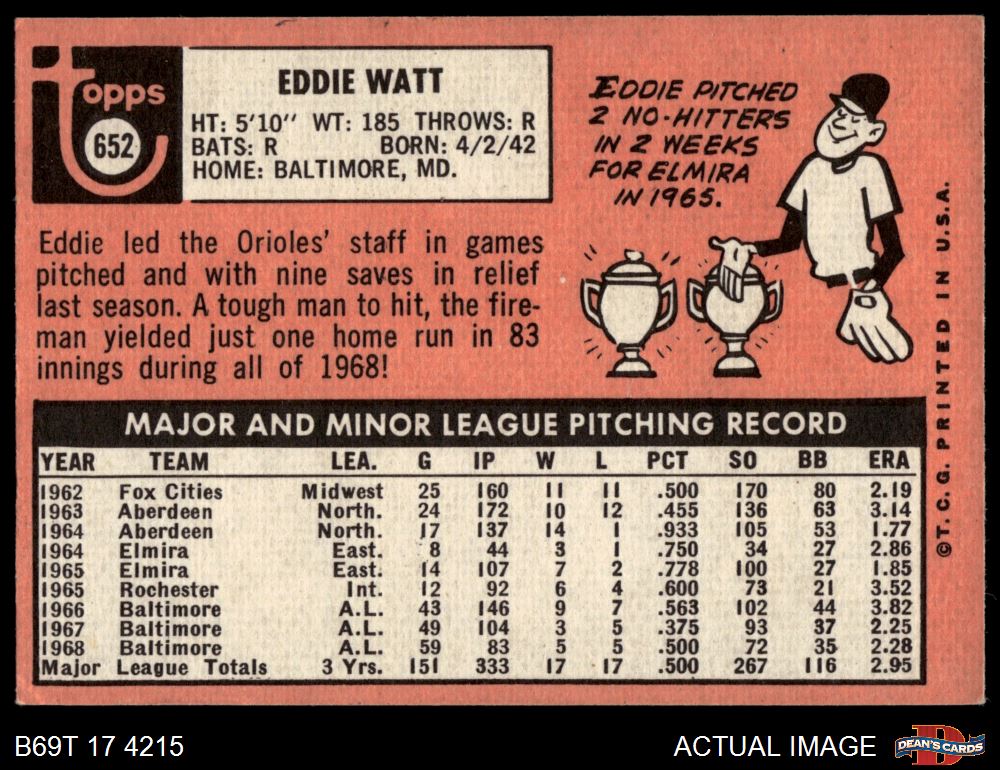 Topps
652
EDDIE WATT
HT: 5'10" WT: 185 THROWS: R
BATS: R BORN: 4/2/42
HOME: BALTIMORE, MD.
EDDIE PITCHED
2 NO-HITTERS
IN 2 WEEKS
FOR ELMIRA
IN 1965.
Eddie led the Orioles' staff in games
pitched and with nine saves in relief
last season. A tough man to hit, the fire-
man yielded just one home run in 83
innings during all of 1968!
MAJOR AND MINOR LEAGUE PITCHING RECORD
YEAR TEAM LEA. G IP W L PCT SO BB ERA
1962 Fox Cities Midwest 25 160 11 11 .500 170 80 2.19
1963 Aberdeen North. 24 172 10 12 .455 136 63 3.14
1964 Aberdeen North. 17 137 14 1 .933 105 53 1.77
1964 Elmira East. 8 44 3 1 .750 34 27 2.86
1965 Elmira East. 14 107 7 2 .778 100 27 1.85
1965 Rochester Int. 12 92 6 4 .600 73 21 3.52
1966 Baltimore A.L. 43 146 9 7 .563 102 44 3.82
1967 Baltimore A.L. 49 104 3 5 .375 93 37 2.25
1968 Baltimore A.L. 59 83 5 5 .500 72 35 2.28
Major League Totals 3 Yrs. 151 333 17 17 .500 267 116 2.95
©T.C.G. PRINTED IN U.S.A.
B69T 17 4215
ACTUAL IMAGE
D
DEAN'S CARDS